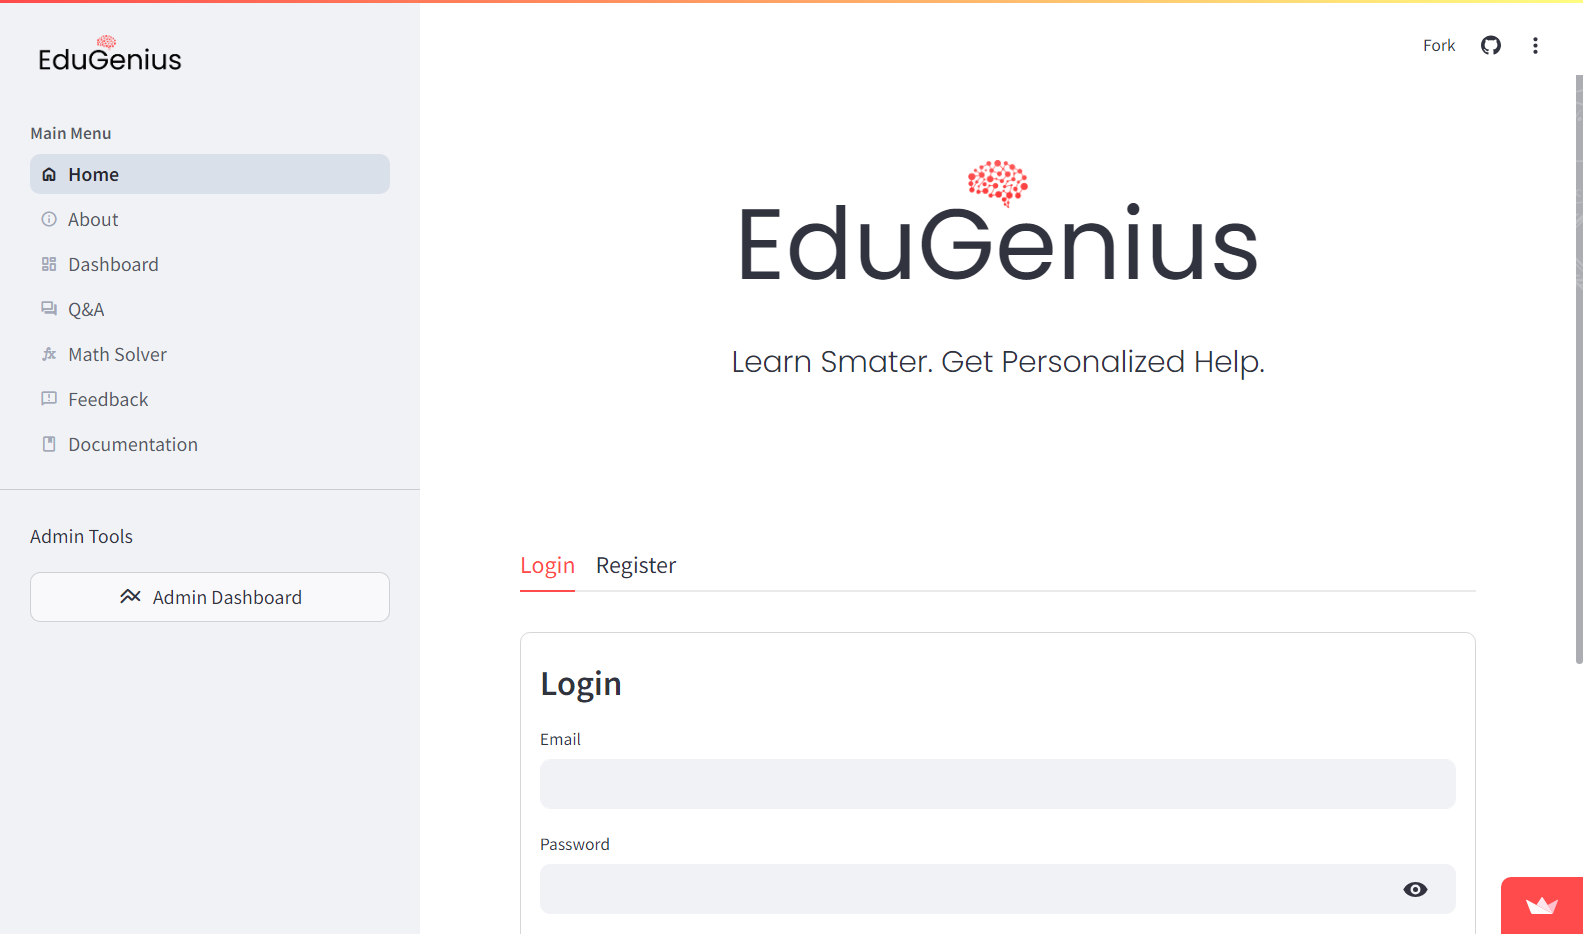 EduGenius
Main Menu
Home
About
Dashboard
Q&A
Math Solver
Feedback
Documentation
Admin Tools
Admin Dashboard
Fork
EduGenius
Learn Smater. Get Personalized Help.
Login Register
Login
Email
Password